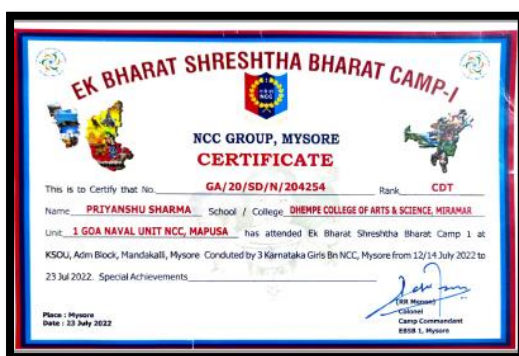 EK BHARAT SHRESHTHA BHARAT CAMP-I
NCC GROUP, MYSORE
CERTIFICATE
This is to Certify that No. GA/20/SD/N/204254 Rank CDT
Name PRIYANSHU SHARMA School / College DHEMPE COLLEGE OF ARTS & SCIENCE, MIRAMAR
Unit 1 GOA NAVAL UNIT NCC, MAPUSA has attended Ek Bharat Shreshtha Bharat Camp 1 at
KSOU, Adm Block, Mandakalli, Mysore Conduted by 3 Karnataka Girls Bn NCC, Mysore from 12/14 July 2022 to
23 Jul 2022. Special Achievements
(RR Menon)
Colonel
Place : Mysore
Camp Commandant
Date : 23 July 2022
EBSB 1, Mysore